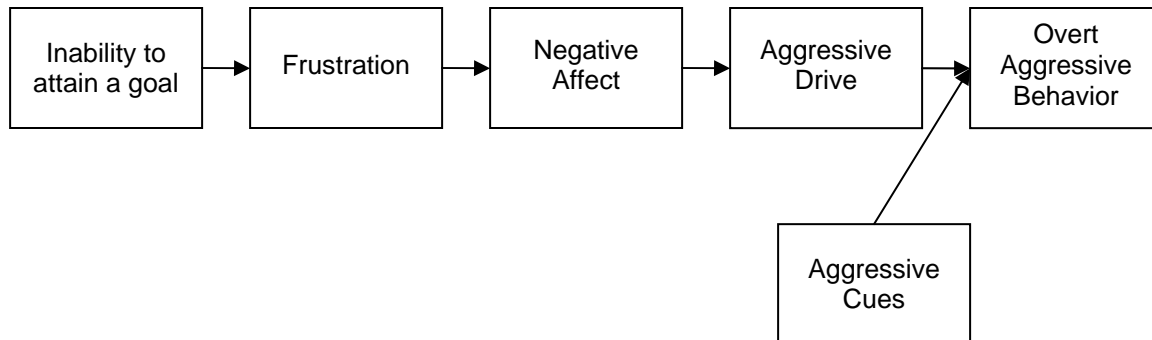 Inability to
attain a goal
Frustration
Negative
Affect
Aggressive
Drive
Overt
Aggressive
Behavior
Aggressive
Cues